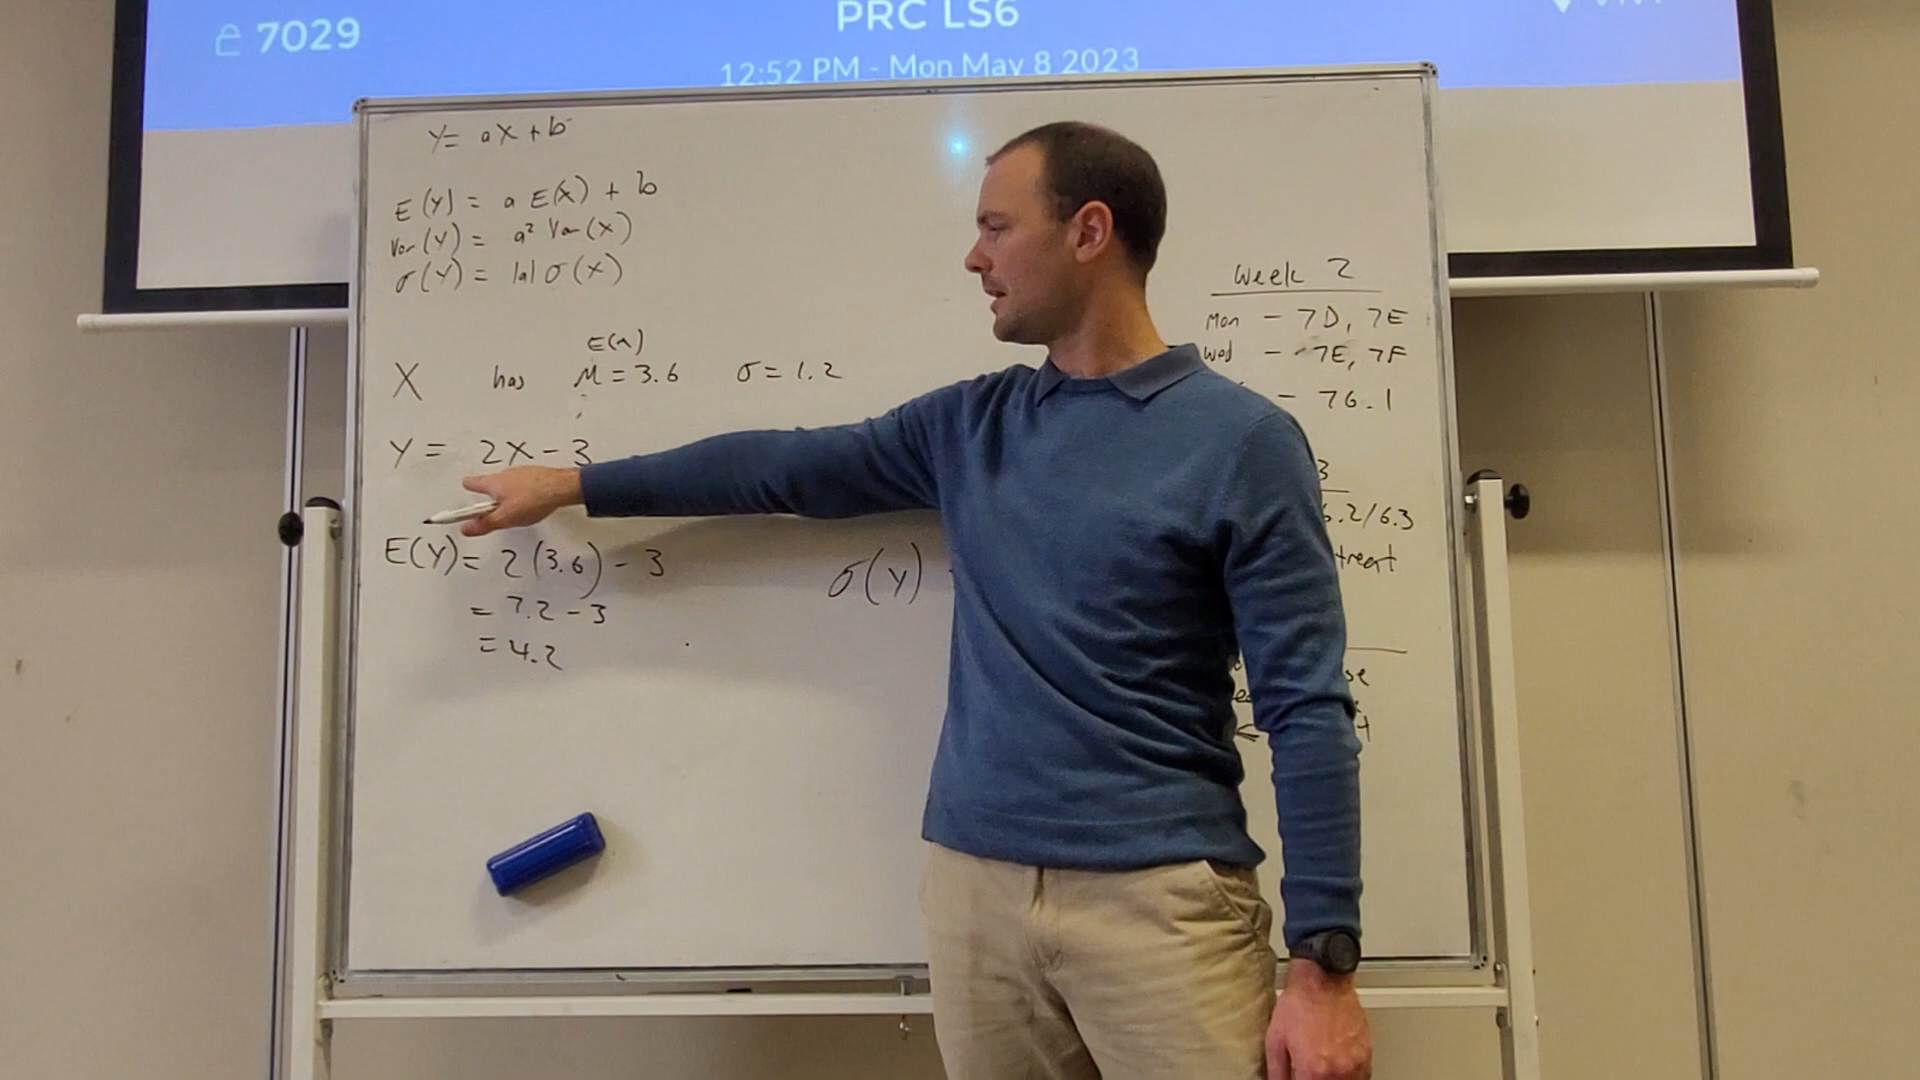 7029
PRC LS6
12:52 PM - Mon May 8 2023
Y = aX + b
E(Y) = a E(X) + b
Var(Y) = a² Var(X)
σ(Y) = |a| σ(X)
X has μ = 3.6 σ = 1.2
Y = 2X - 3
E(Y) = 2(3.6) - 3
= 7.2 - 3
= 4.2
σ(Y)
Week 2
Mon - 7D, 7E
Wed - 7E, 7F
- 7G.1
3
6.2/6.3
treat